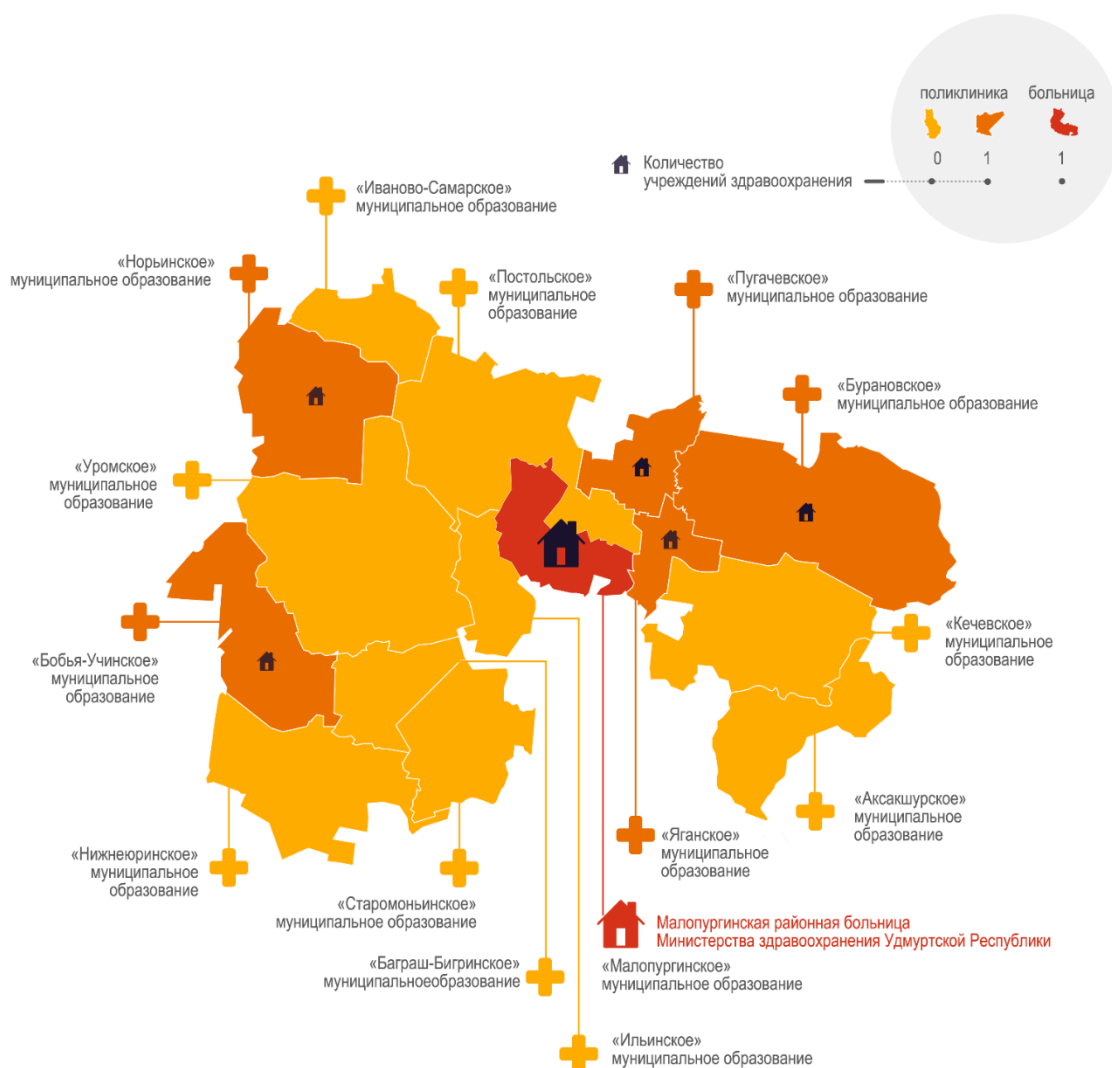 поликлиника
больница
0
1
1
Количество
учреждений здравоохранения
«Иваново-Самарское»
муниципальное образование
«Норьинское»
муниципальное образование
«Постольское»
муниципальное
образование
«Пугачевское»
муниципальное образование
«Бурановское»
муниципальное образование
«Уромское»
муниципальное
образование
«Бобья-Учинское»
муниципальное
образование
«Кечевское»
муниципальное
образование
«Аксакшурское»
муниципальное
образование
«Нижнеюринское»
муниципальное
образование
«Яганское»
муниципальное
образование
«Старомоньинское»
муниципальное образование
Малопургинская районная больница
Министерства здравоохранения Удмуртской Республики
«Баграш-Бигринское»
муниципальноеобразование
«Малопургинское»
муниципальное образование
«Ильинское»
муниципальное образование